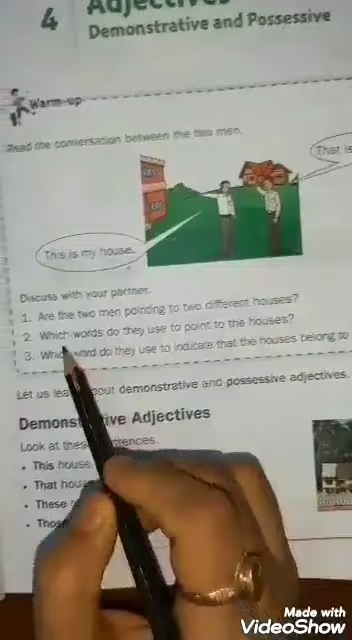 4 Adjectives
Demonstrative and Possessive
Warm-up
Read the conversation between the two men.
That is
This is my house.
Discuss with your partner.
1. Are the two men pointing to two different houses?
2. Which words do they use to point to the houses?
3. Which word do they use to indicate that the houses belong to
Let us learn about demonstrative and possessive adjectives.
Demonstrative Adjectives
Look at these sentences.
• This house
• That hou
• These
• Thos
Made with
VideoShow